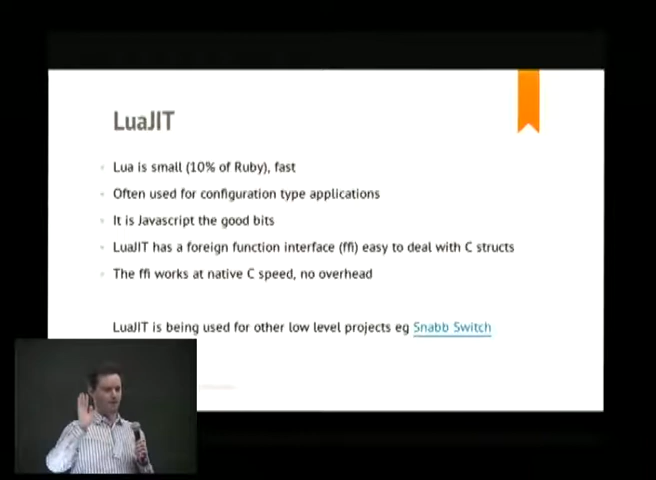 LuaJIT
Lua is small (10% of Ruby), fast
Often used for configuration type applications
It is Javascript the good bits
LuaJIT has a foreign function interface (ffi) easy to deal with C structs
The ffi works at native C speed, no overhead
LuaJIT is being used for other low level projects eg Snabb Switch